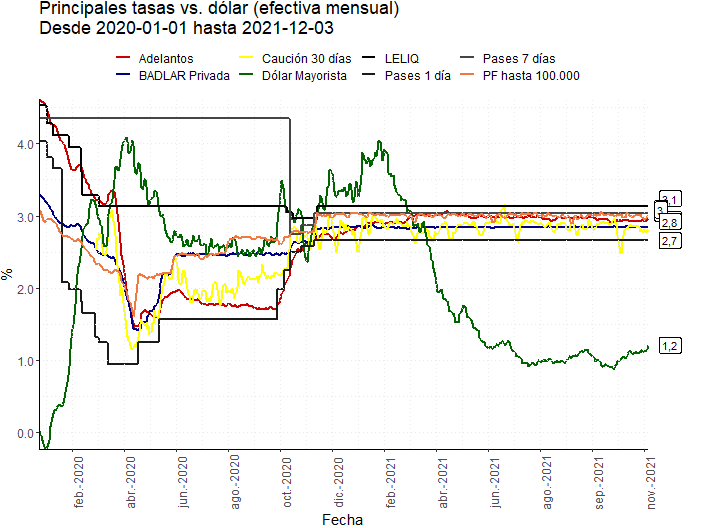 Principales tasas vs. dólar (efectiva mensual)
Desde 2020-01-01 hasta 2021-12-03
Adelantos Caución 30 días LELIQ Pases 7 días
BADLAR Privada Dólar Mayorista Pases 1 día PF hasta 100.000
4.0
3.0
2.0
1.0
0.0
%
3,1
3
2,8
2,7
1,2
feb.-2020 abr.-2020 jun.-2020 ago.-2020 oct.-2020 dic.-2020 feb.-2021 abr.-2021 jun.-2021 ago.-2021 sep.-2021 nov.-2021
Fecha